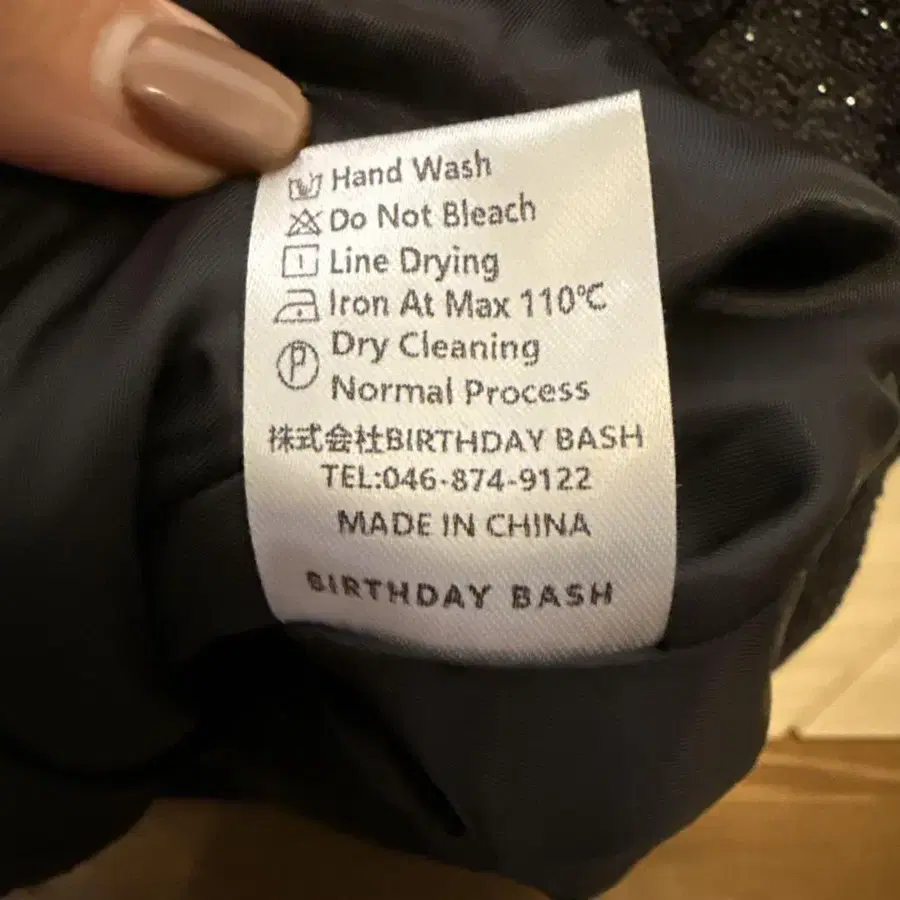 Hand Wash
Do Not Bleach
Line Drying
Iron At Max 110℃
P Dry Cleaning
Normal Process
株式会社BIRTHDAY BASH
TEL:046-874-9122
MADE IN CHINA
BIRTHDAY BASH